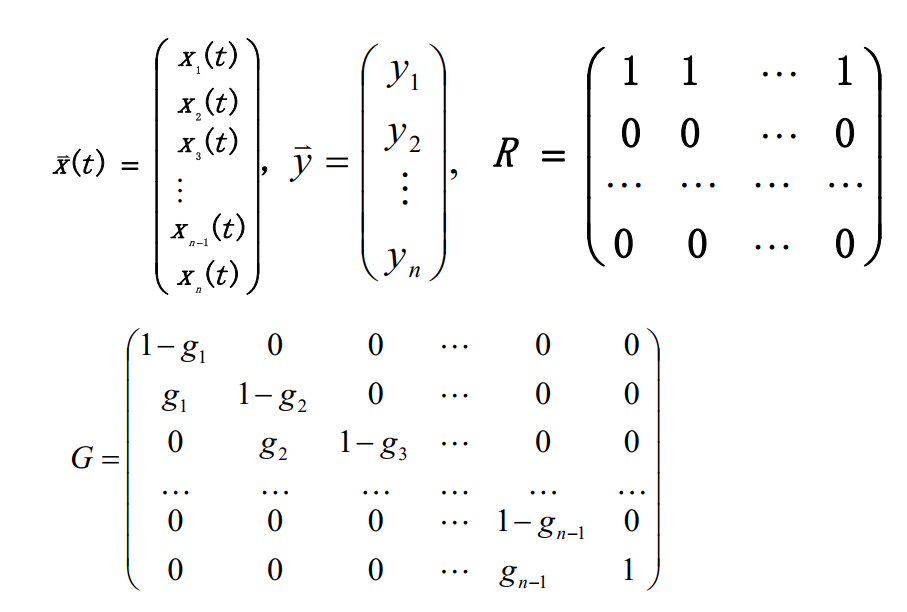 x⃗(t) = ( x₁(t) x₂(t) x₃(t) ⋮ xₙ₋₁(t) xₙ(t) ), y⃗ = ( y₁ y₂ ⋮ yₙ ), R = ( 1 1 ⋯ 1
0 0 ⋯ 0
⋯ ⋯ ⋯ ⋯
0 0 ⋯ 0 )
G = ( 1−g₁ 0 0 ⋯ 0 0
g₁ 1−g₂ 0 ⋯ 0 0
0 g₂ 1−g₃ ⋯ 0 0
⋯ ⋯ ⋯ ⋯ ⋯ ⋯
0 0 0 ⋯ 1−gₙ₋₁ 0
0 0 0 ⋯ gₙ₋₁ 1 )